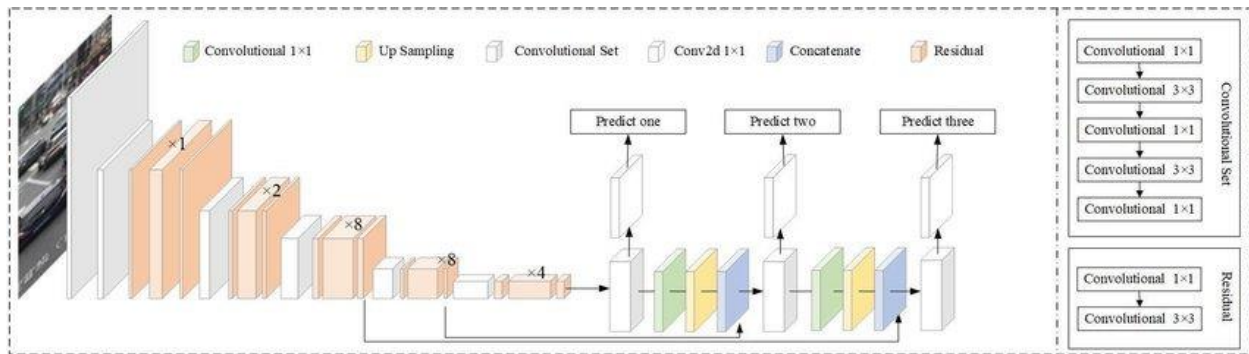 Convolutional 1×1
Up Sampling
Convolutional Set
Conv2d 1×1
Concatenate
Residual
×1
×2
×8
×8
×4
Predict one
Predict two
Predict three
Convolutional 1×1
Convolutional 3×3
Convolutional 1×1
Convolutional 3×3
Convolutional 1×1
Convolutional Set
Convolutional 1×1
Convolutional 3×3
Residual